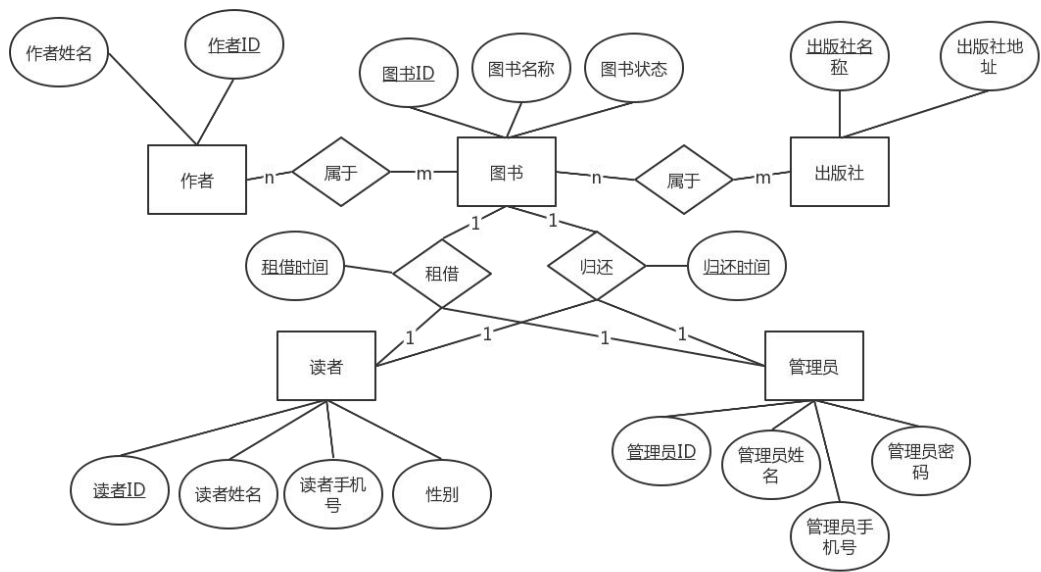 作者姓名
作者ID
图书ID
图书名称
图书状态
出版社名
称
出版社地
址
作者
n
属于
m
图书
n
属于
m
出版社
1
1
租借时间
租借
归还
归还时间
1
1
1
1
读者
管理员
读者ID
读者姓名
读者手机
号
性别
管理员ID
管理员姓
名
管理员密
码
管理员手
机号